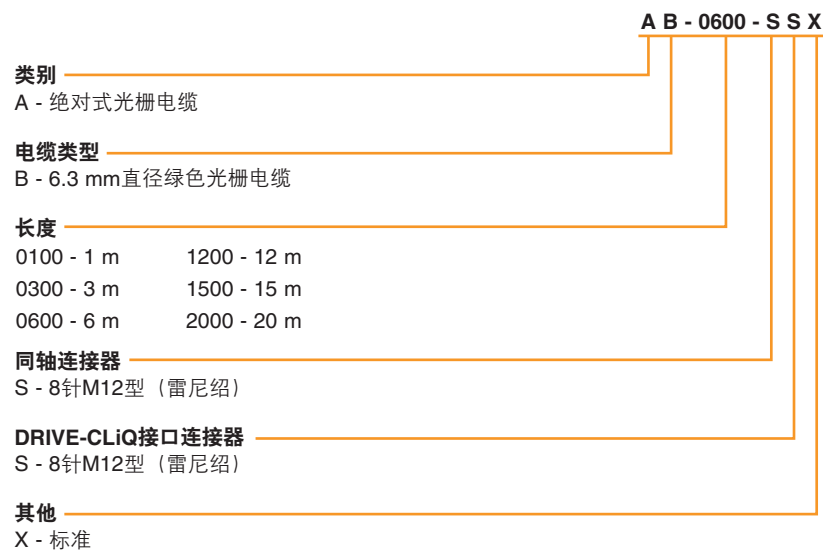 A B - 0600 - S S X
类别
A - 绝对式光栅电缆
电缆类型
B - 6.3 mm直径绿色光栅电缆
长度
0100 - 1 m 1200 - 12 m
0300 - 3 m 1500 - 15 m
0600 - 6 m 2000 - 20 m
同轴连接器
S - 8针M12型（雷尼绍）
DRIVE-CLiQ接口连接器
S - 8针M12型（雷尼绍）
其他
X - 标准